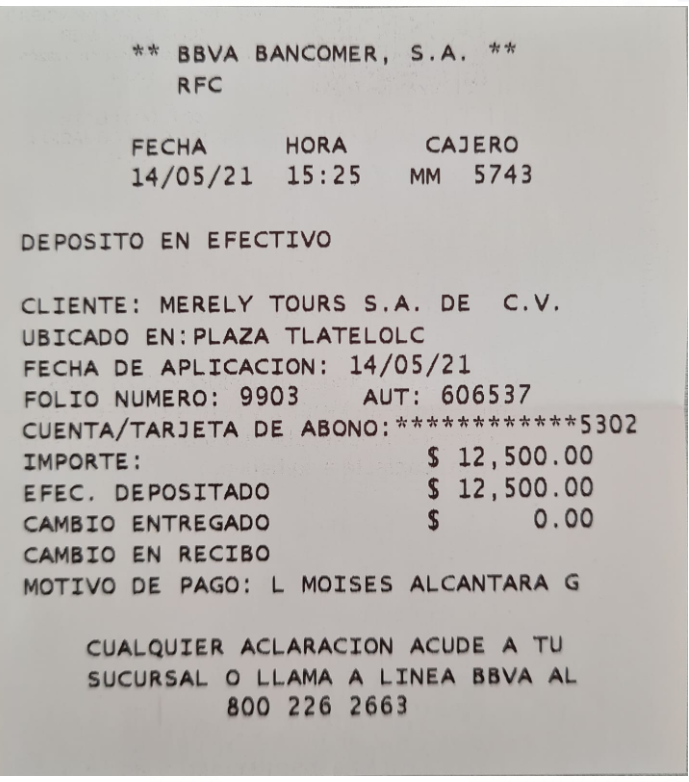 ** BBVA BANCOMER, S.A. **
RFC
FECHA HORA CAJERO
14/05/21 15:25 MM 5743
DEPOSITO EN EFECTIVO
CLIENTE: MERELY TOURS S.A. DE C.V.
UBICADO EN:PLAZA TLATELOLC
FECHA DE APLICACION: 14/05/21
FOLIO NUMERO: 9903 AUT: 606537
CUENTA/TARJETA DE ABONO:************5302
IMPORTE: $ 12,500.00
EFEC. DEPOSITADO $ 12,500.00
CAMBIO ENTREGADO $ 0.00
CAMBIO EN RECIBO
MOTIVO DE PAGO: L MOISES ALCANTARA G
CUALQUIER ACLARACION ACUDE A TU
SUCURSAL O LLAMA A LINEA BBVA AL
800 226 2663